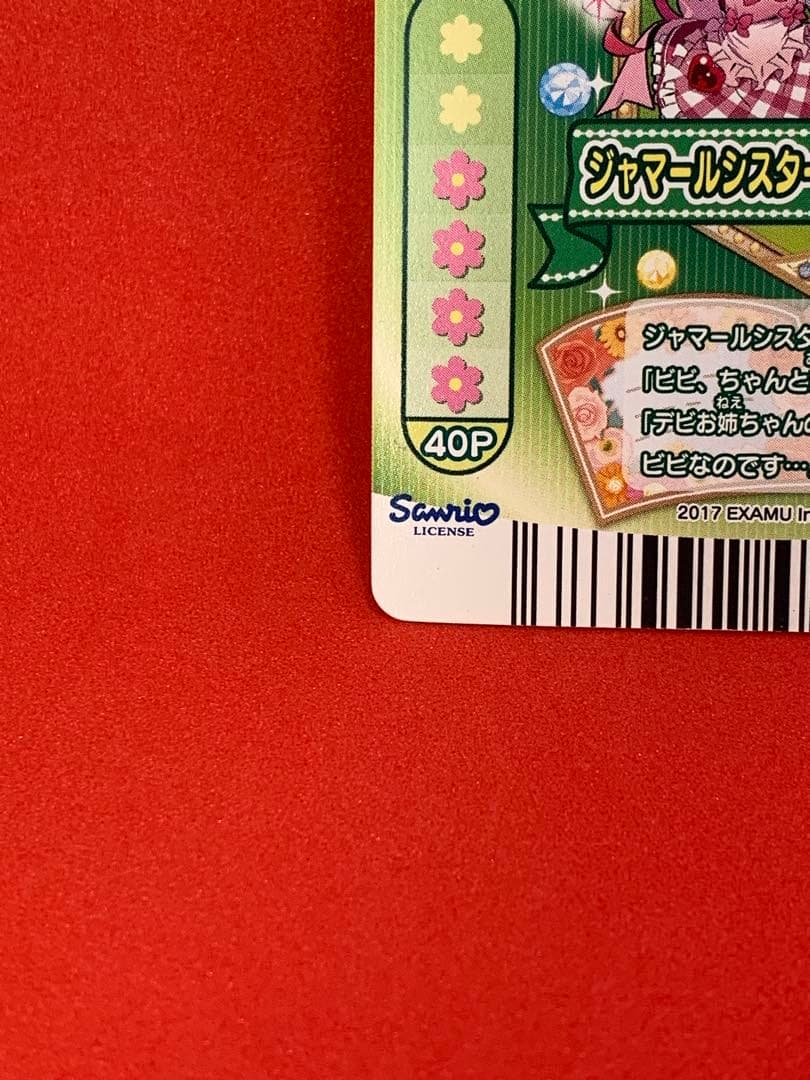 ジャマールシスター
ジャマールシスタ
「ビビ、ちゃんと
ねえ
「デビお姉ちゃんの
ビビなのです…
40P
Sanrio
LICENSE
2017 EXAMU In